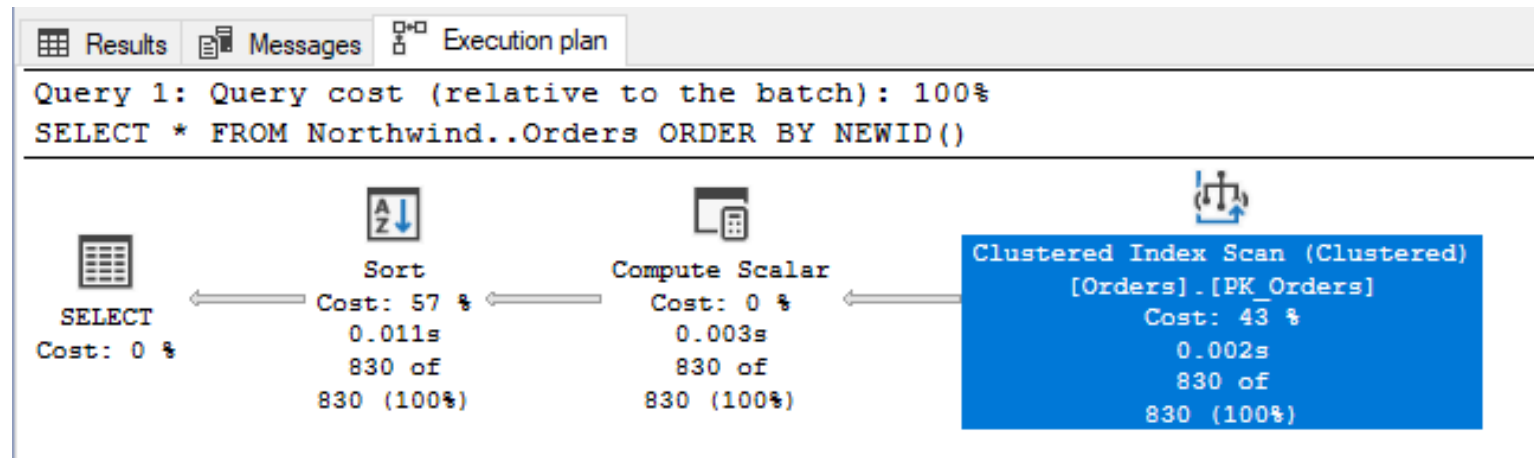 Results Messages Execution plan
Query 1: Query cost (relative to the batch): 100%
SELECT * FROM Northwind..Orders ORDER BY NEWID()
SELECT
Cost: 0 %
Sort
Cost: 57 %
0.011s
830 of
830 (100%)
Compute Scalar
Cost: 0 %
0.003s
830 of
830 (100%)
Clustered Index Scan (Clustered)
[Orders].[PK_Orders]
Cost: 43 %
0.002s
830 of
830 (100%)